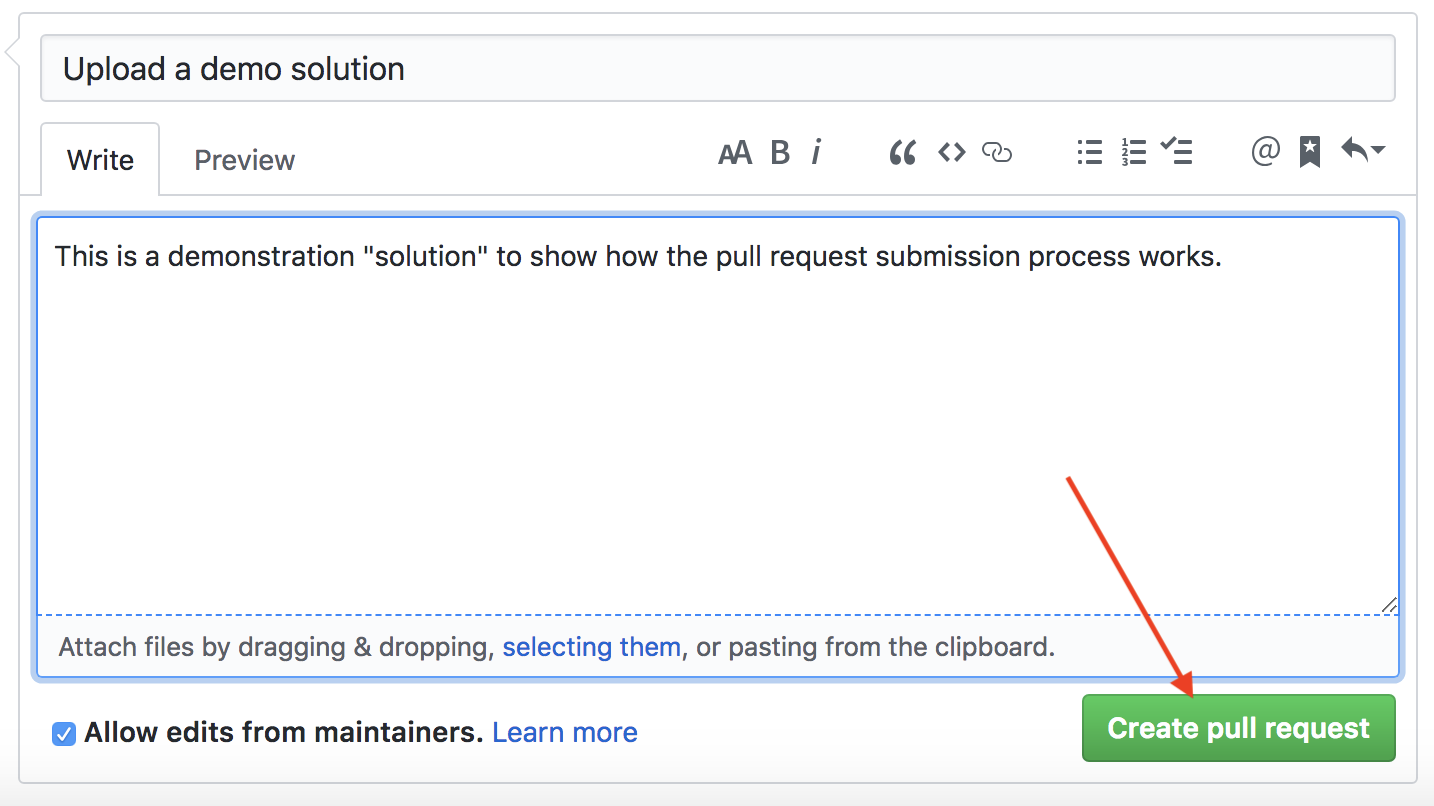 Upload a demo solution
Write Preview AA B i @
This is a demonstration "solution" to show how the pull request submission process works.
Attach files by dragging & dropping, selecting them, or pasting from the clipboard.
Allow edits from maintainers. Learn more
Create pull request